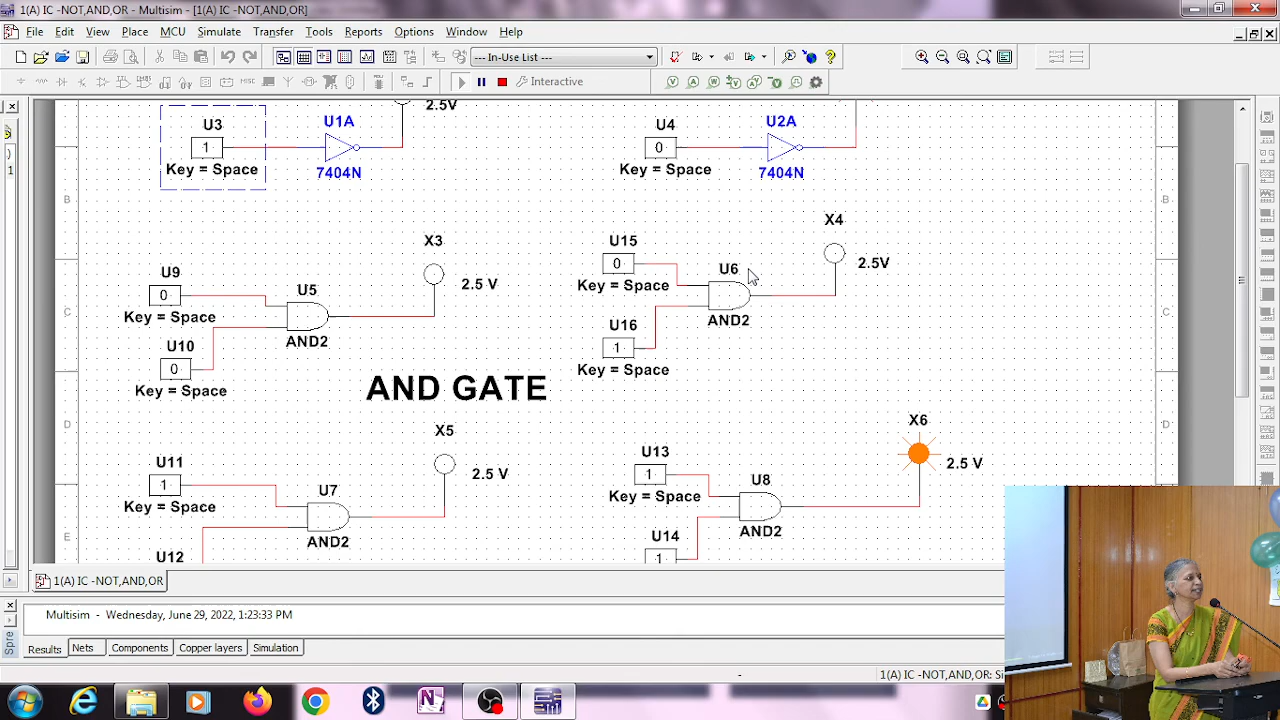 1(A) IC -NOT,AND,OR - Multisim - [1(A) IC -NOT,AND,OR]
File Edit View Place MCU Simulate Transfer Tools Reports Options Window Help
--- In-Use List ---
Interactive
U3
1
Key = Space
U1A
7404N
2.5V
U4
0
Key = Space
U2A
7404N
B
B
U9
0
Key = Space
U10
0
Key = Space
U5
AND2
X3
2.5 V
U15
0
Key = Space
U16
1
Key = Space
U6
AND2
X4
2.5V
C
C
AND GATE
D
D
U11
1
Key = Space
U12
U7
AND2
X5
2.5 V
U13
1
Key = Space
U14
1
U8
AND2
X6
2.5 V
E
1(A) IC -NOT,AND,OR
Multisim - Wednesday, June 29, 2022, 1:23:33 PM
Spre
Results Nets Components Copper layers Simulation
-
1(A) IC -NOT,AND,OR: Si